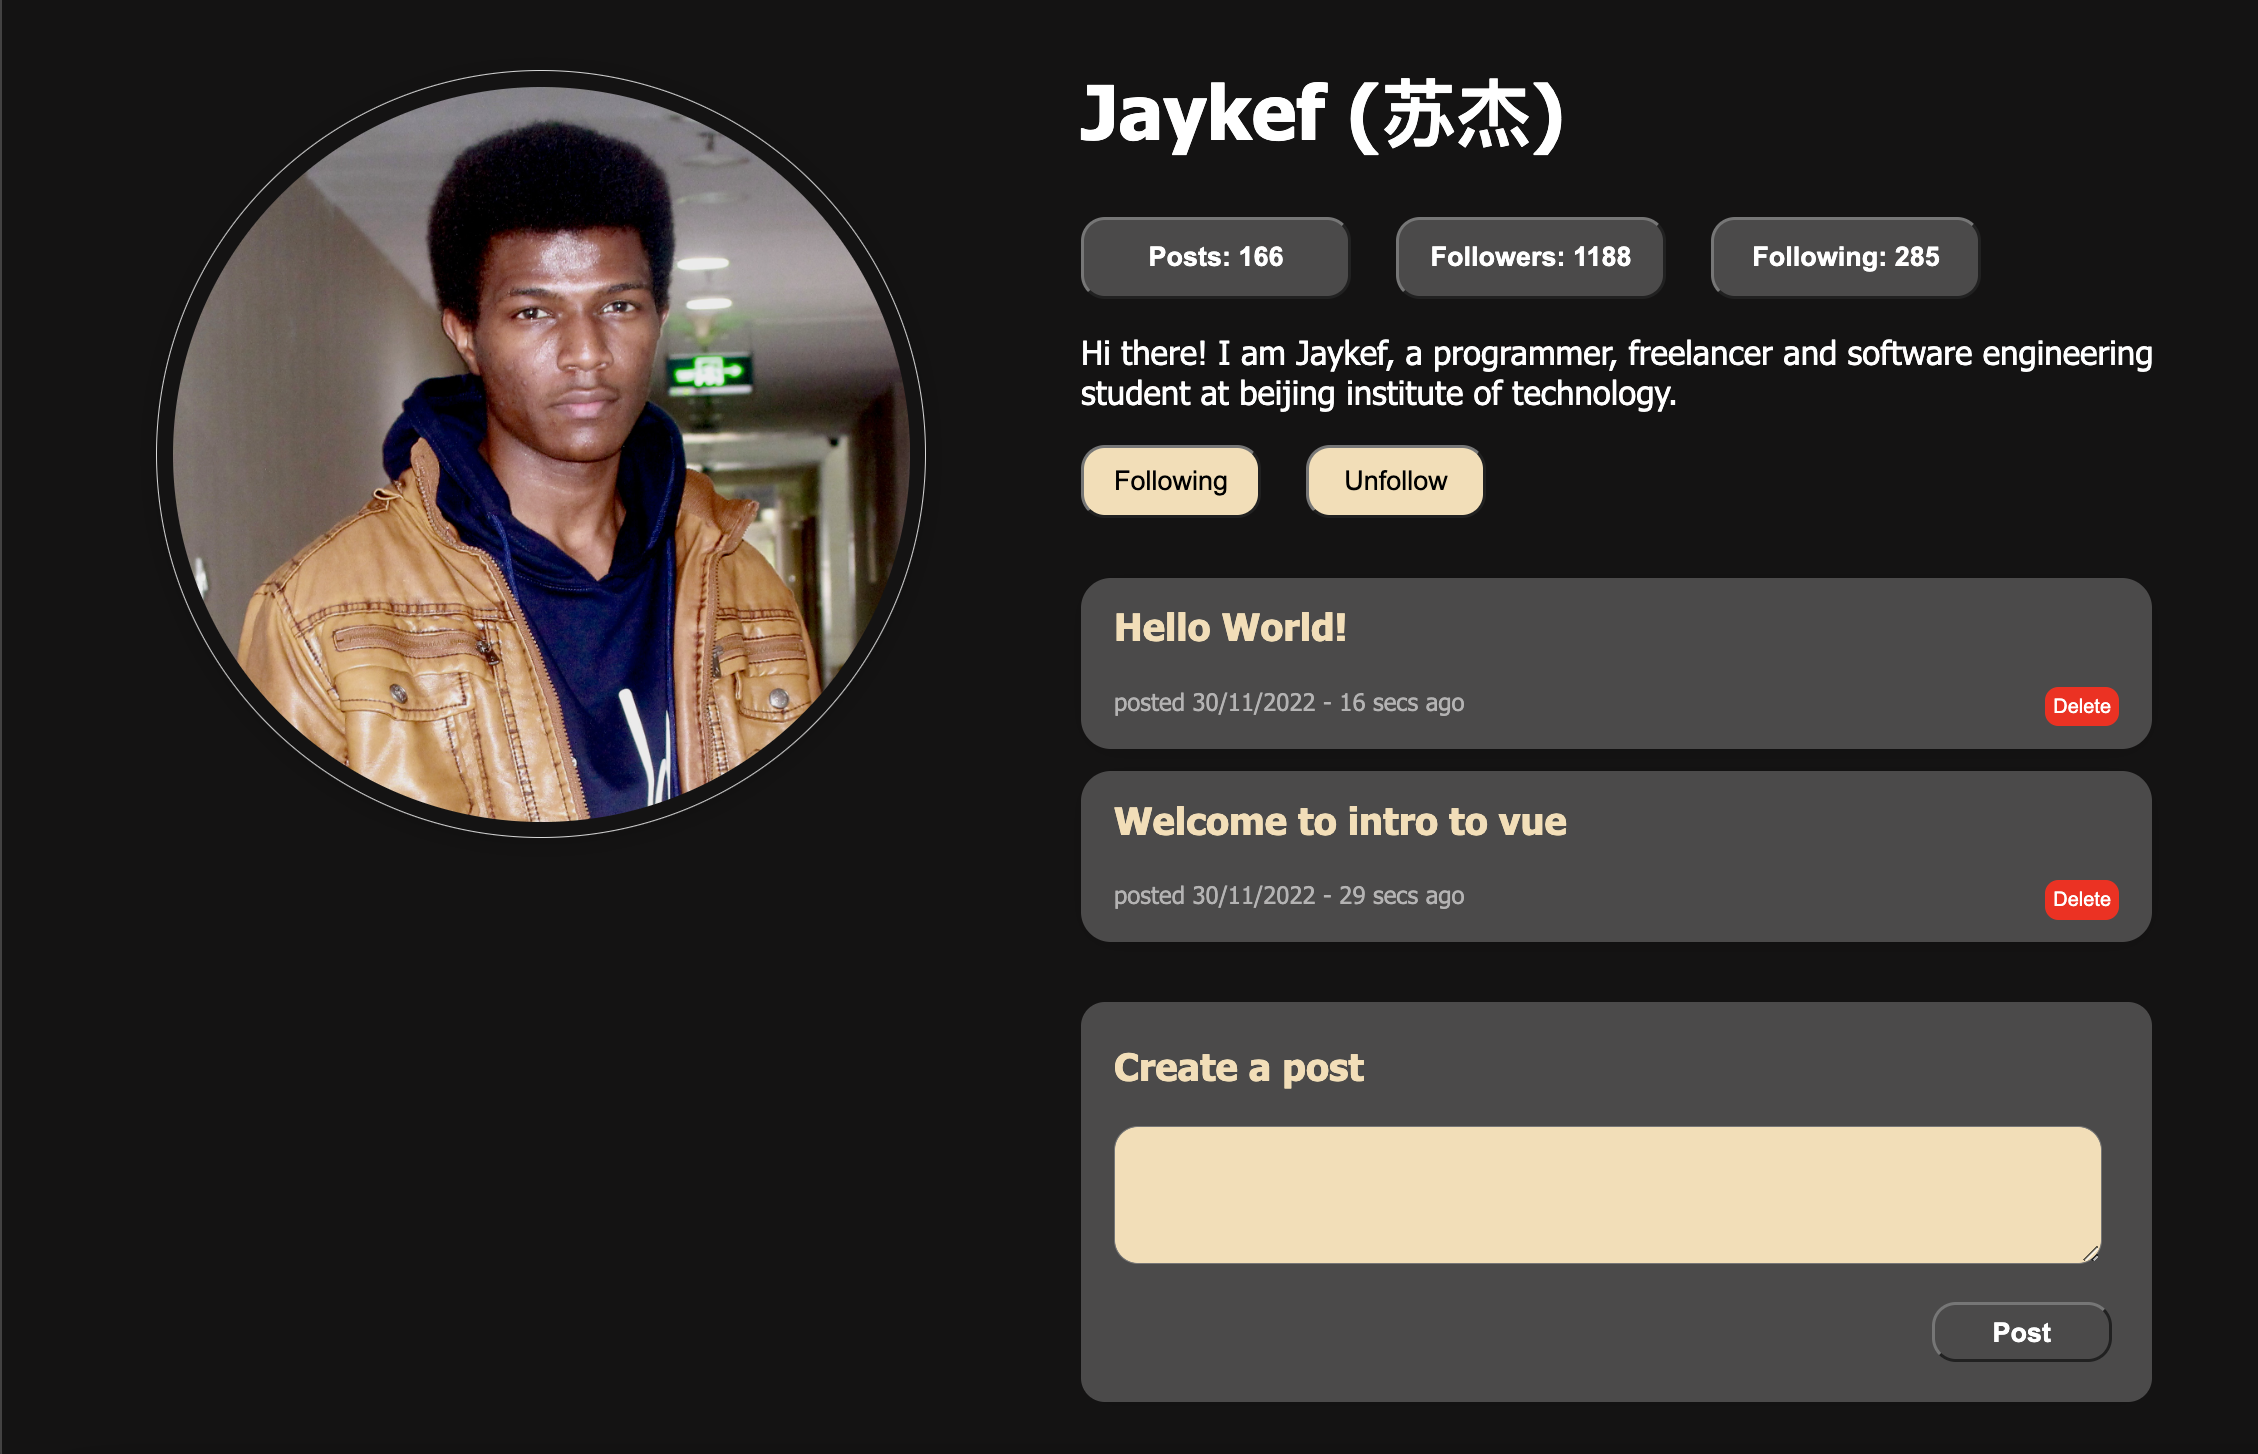 Jaykef (苏杰)
Posts: 166
Followers: 1188
Following: 285
Hi there! I am Jaykef, a programmer, freelancer and software engineering
student at beijing institute of technology.
Following
Unfollow
Hello World!
posted 30/11/2022 - 16 secs ago
Delete
Welcome to intro to vue
posted 30/11/2022 - 29 secs ago
Delete
Create a post
Post